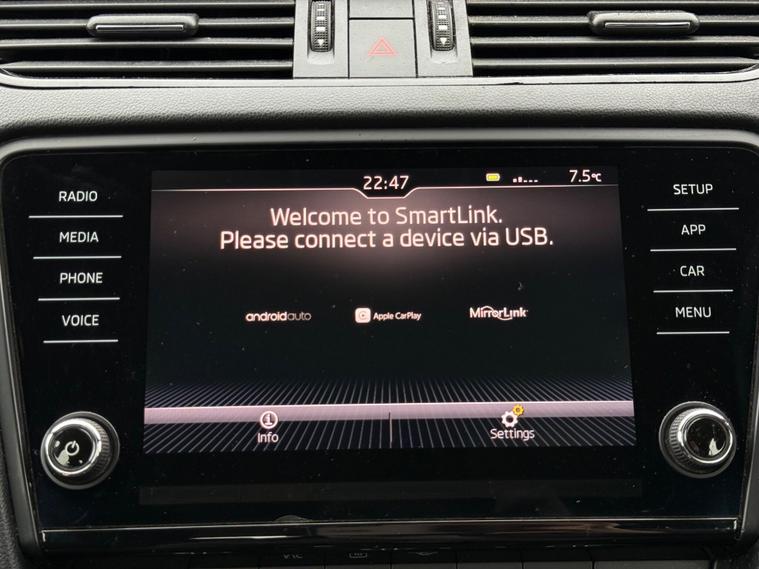 22:47
7.5°C
Welcome to SmartLink.
Please connect a device via USB.
androidauto
Apple CarPlay
MirrorLink
Info
Settings
RADIO
MEDIA
PHONE
VOICE
SETUP
APP
CAR
MENU